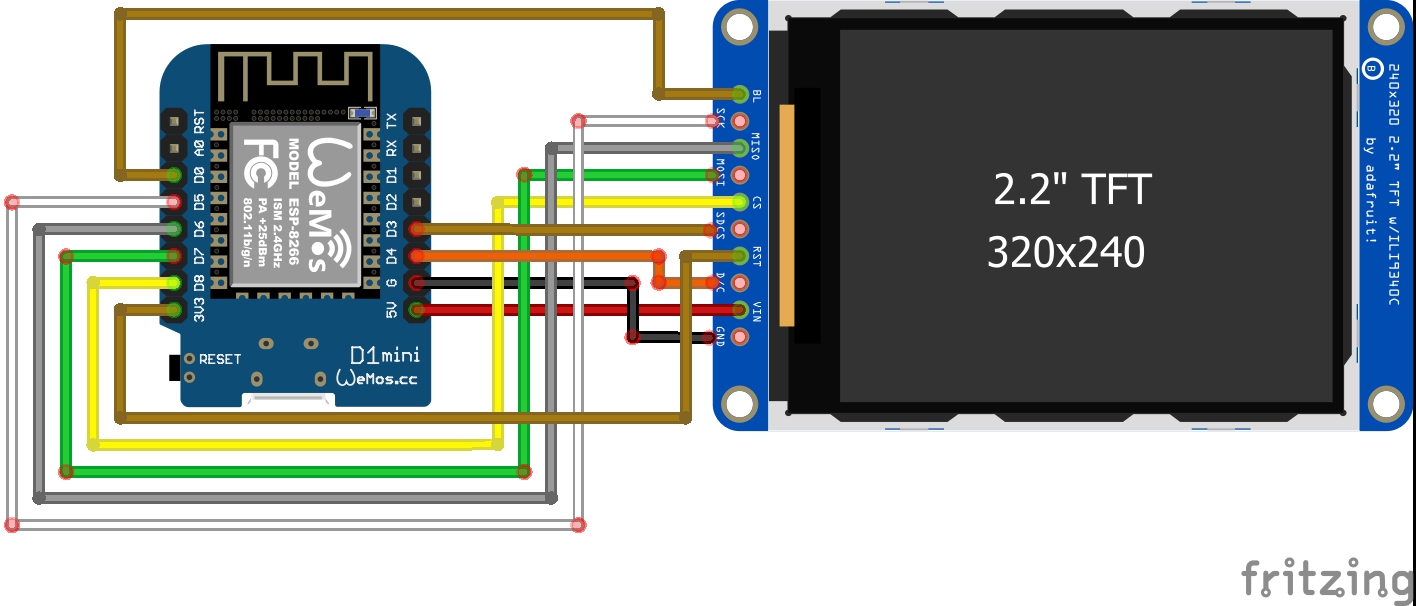 RST
A0
D0
D5
D6
D7
D8
3V3
TX
RX
D1
D2
D3
D4
G
5V
WeMos
MODEL ESP-8266
ISM 2.4GHz
PA +25dBm
802.11b/g/n
FC
RESET
D1mini
WeMos.cc
BL
SCK
MISO
MOSI
CS
SDCS
RST
D/C
VIN
GND
2.2" TFT
320x240
240x320 2.2" TFT w/ILI9340C
by adafruit!
fritzing